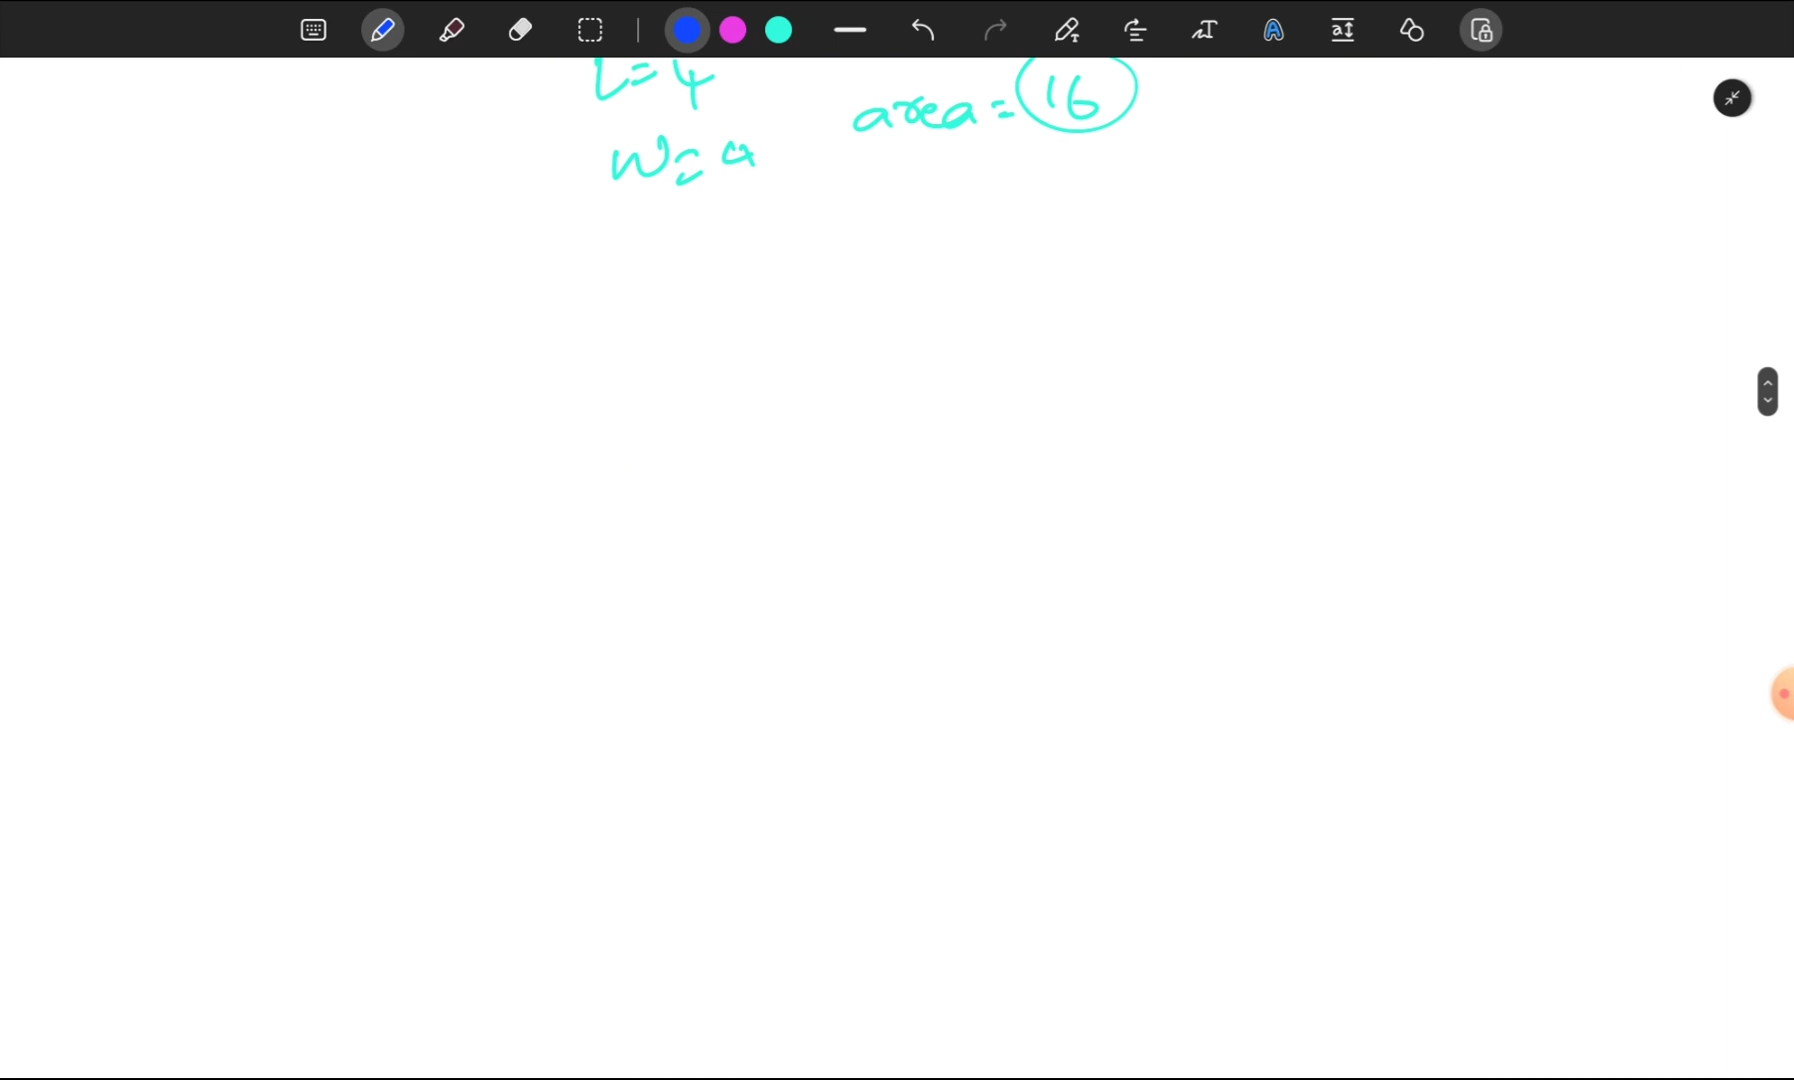 L = 4
area = 16
W = 4